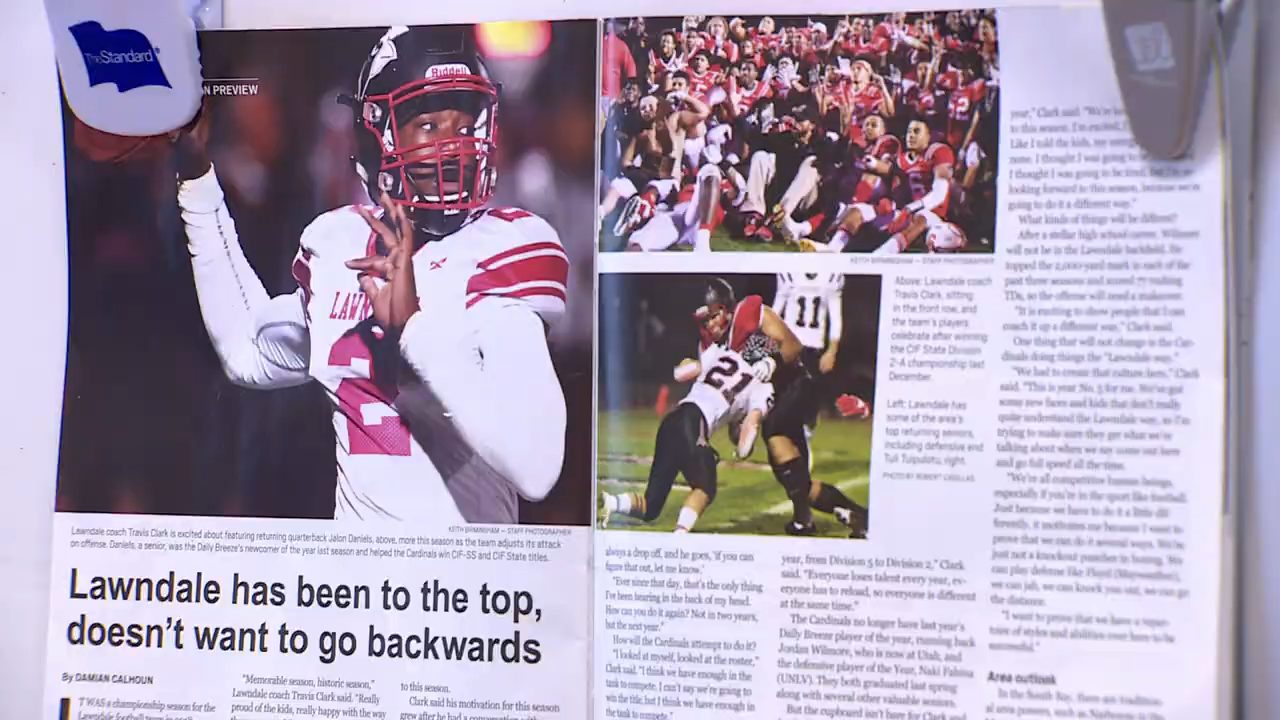 The Standard
N PREVIEW
Riddell
LAWN
2
KEITH BIRMINGHAM — STAFF PHOTOGRAPHER
Lawndale coach Travis Clark is excited about featuring returning quarterback Jalon Daniels, above, more this season as the team adjusts its attack
on offense. Daniels, a senior, was the Daily Breeze's newcomer of the year last season and helped the Cardinals win CIF-SS and CIF State titles.
Lawndale has been to the top,
doesn't want to go backwards
By DAMIAN CALHOUN
T WAS a championship season for the
Lawndale football team in
"Memorable season, historic season,"
Lawndale coach Travis Clark said. "Really
proud of the kids, really happy with the way
to this season.
Clark said his motivation for this season
grew after he had a conversation
KEITH BIRMINGHAM — STAFF PHOTOGRAPHER
11
21
Above: Lawndale coach
Travis Clark, sitting
in the front row, and
the team's players
celebrate after winning
the CIF State Division
2-A championship last
December.
Left: Lawndale has
some of the area's
top returning seniors,
including defensive end
Tuli Tuipulotu, right.
PHOTO BY ROBERT CASILLAS
always a drop off, and he goes, 'if you can
figure that out, let me know.'
"Ever since that day, that's the only thing
I've been hearing in the back of my head.
How can you do it again? Not in two years,
but the next year."
How will the Cardinals attempt to do it?
"I looked at myself, looked at the roster,"
Clark said. "I think we have enough in the
tank to compete. I can't say we're going to
win the title, but I think we have enough in
the tank to compete."
year, from Division 5 to Division 2," Clark
said. "Everyone loses talent every year, ev-
eryone has to reload, so everyone is different
at the same time."
The Cardinals no longer have last year's
Daily Breeze player of the year, running back
Jordan Wilmore, who is now at Utah, and
the defensive player of the Year, Naki Fahina
(UNLV). They both graduated last spring
along with several other valuable seniors.
But the cupboard isn't bare for Clark and
year," Clark said. "We're
to this season. I'm excited,
Like I told the kids, my
none. I thought I was going to
I thought I was going to be tired, but I'm
looking forward to this season, because we're
going to do it a different way."
What kinds of things will be different?
After a stellar high school career, Wilmore
will not be in the Lawndale backfield. He
topped the 2,000-yard mark in each of the
past three seasons and scored 77 rushing
TDs, so the offense will need a makeover.
"It is exciting to show people that I can
coach it up a different way," Clark said.
One thing that will not change is the Car-
dinals doing things the "Lawndale way."
"We had to create that culture here," Clark
said. "This is year No. 5 for me. We've got
some new faces and kids that don't really
quite understand the Lawndale way, so I'm
trying to make sure they get what we're
talking about when we say come out here
and go full speed all the time.
"We're all competitive human beings,
especially if you're in the sport like football.
Just because we have to do it a little dif-
ferently, it motivates me because I want to
prove that we can do it several ways. We're
just not a knockout puncher in boxing. We
can play defense like Floyd (Mayweather),
we can jab, we can knock you out, we can go
the distance.
"I want to prove that we have a
of styles and abilities
successful."
Area outlook
In the South Bay, there are tradition-
al area powers, such as